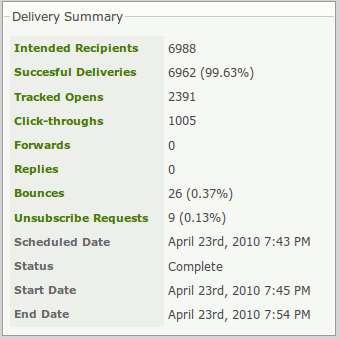 Delivery Summary
Intended Recipients 6988
Succesful Deliveries 6962 (99.63%)
Tracked Opens 2391
Click-throughs 1005
Forwards 0
Replies 0
Bounces 26 (0.37%)
Unsubscribe Requests 9 (0.13%)
Scheduled Date April 23rd, 2010 7:43 PM
Status Complete
Start Date April 23rd, 2010 7:45 PM
End Date April 23rd, 2010 7:54 PM